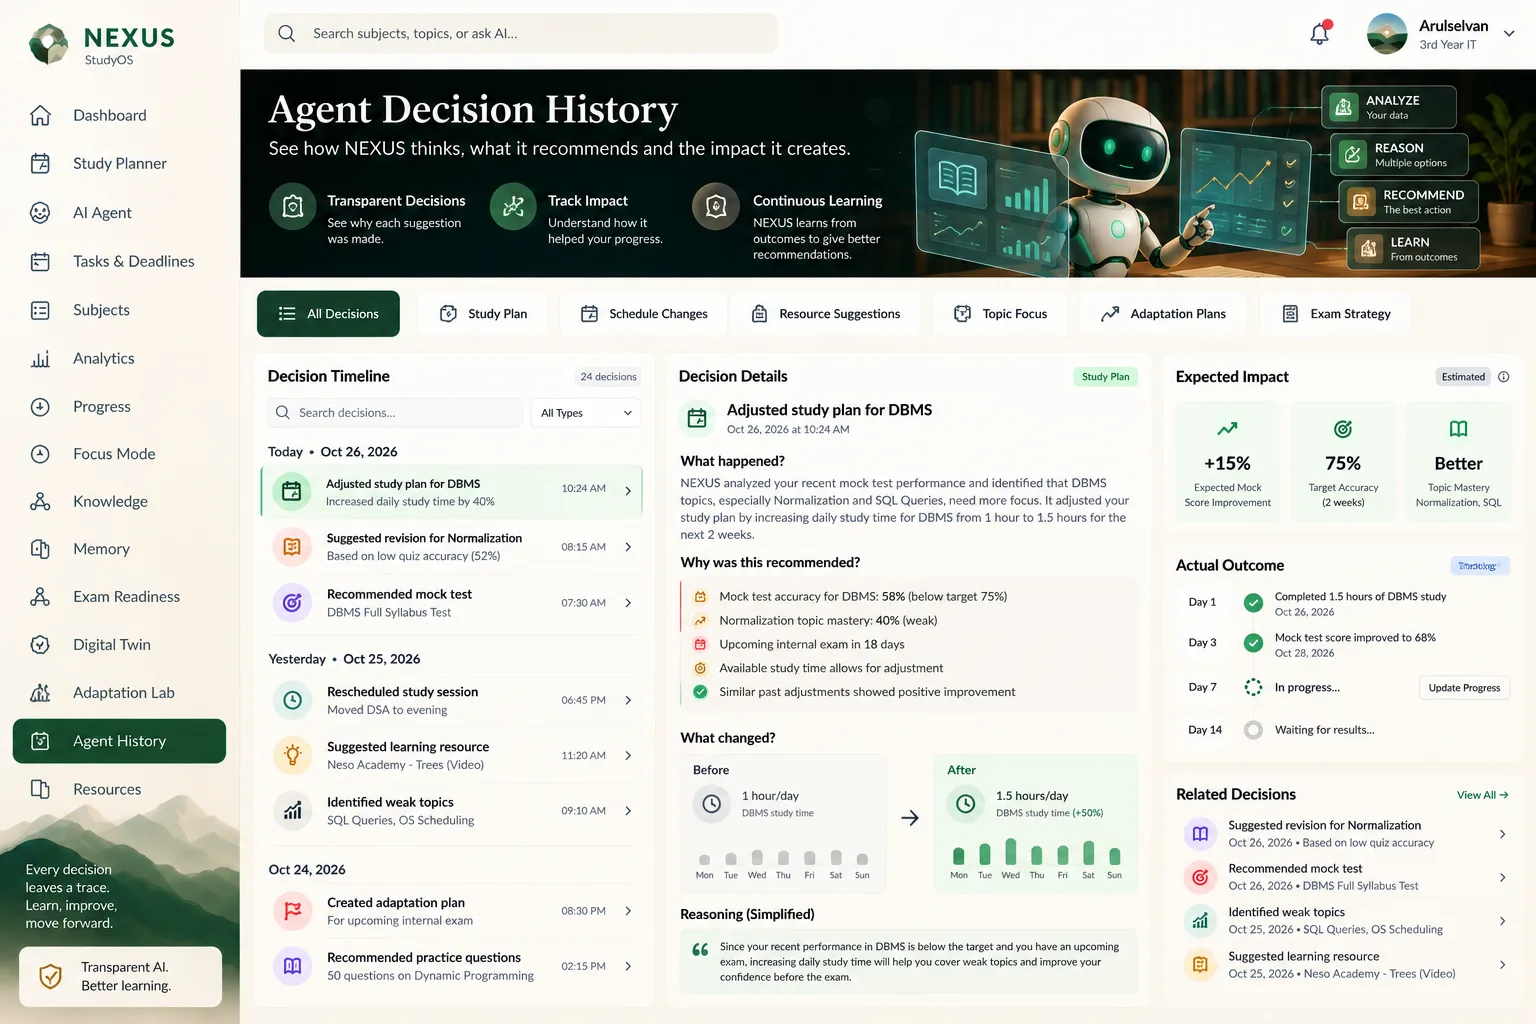 NEXUS
StudyOS
Dashboard
Study Planner
AI Agent
Tasks & Deadlines
Subjects
Analytics
Progress
Focus Mode
Knowledge
Memory
Exam Readiness
Digital Twin
Adaptation Lab
Agent History
Resources
Every decision
leaves a trace.
Learn, improve,
move forward.
Transparent AI.
Better learning.
Search subjects, topics, or ask AI...
Arulselvan
3rd Year IT
Agent Decision History
See how NEXUS thinks, what it recommends and the impact it creates.
Transparent Decisions
See why each suggestion
was made.
Track Impact
Understand how it
helped your progress.
Continuous Learning
NEXUS learns from
outcomes to give better
recommendations.
ANALYZE
Your data
REASON
Multiple options
RECOMMEND
The best action
LEARN
From outcomes
All Decisions
Study Plan
Schedule Changes
Resource Suggestions
Topic Focus
Adaptation Plans
Exam Strategy
Decision Timeline
24 decisions
Search decisions...
All Types
Today • Oct 26, 2026
Adjusted study plan for DBMS
Increased daily study time by 40%
10:24 AM
Suggested revision for Normalization
Based on low quiz accuracy (52%)
08:15 AM
Recommended mock test
DBMS Full Syllabus Test
07:30 AM
Yesterday • Oct 25, 2026
Rescheduled study session
Moved DSA to evening
06:45 PM
Suggested learning resource
Neso Academy - Trees (Video)
11:20 AM
Identified weak topics
SQL Queries, OS Scheduling
09:10 AM
Oct 24, 2026
Created adaptation plan
For upcoming internal exam
08:30 PM
Recommended practice questions
50 questions on Dynamic Programming
02:15 PM
Decision Details
Study Plan
Adjusted study plan for DBMS
Oct 26, 2026 at 10:24 AM
What happened?
NEXUS analyzed your recent mock test performance and identified that DBMS
topics, especially Normalization and SQL Queries, need more focus. It adjusted your
study plan by increasing daily study time for DBMS from 1 hour to 1.5 hours for the
next 2 weeks.
Why was this recommended?
Mock test accuracy for DBMS: 58% (below target 75%)
Normalization topic mastery: 40% (weak)
Upcoming internal exam in 18 days
Available study time allows for adjustment
Similar past adjustments showed positive improvement
What changed?
Before
1 hour/day
DBMS study time
Mon Tue Wed Thu Fri Sat Sun
After
1.5 hours/day
DBMS study time (+50%)
Mon Tue Wed Thu Fri Sat Sun
Reasoning (Simplified)
Since your recent performance in DBMS is below the target and you have an upcoming
exam, increasing daily study time will help you cover weak topics and improve your
confidence before the exam.
Expected Impact
Estimated
+15%
Expected Mock
Score Improvement
75%
Target Accuracy
(2 weeks)
Better
Topic Mastery
Normalization, SQL
Actual Outcome
Day 1
Completed 1.5 hours of DBMS study
Oct 26, 2026
Day 3
Mock test score improved to 68%
Oct 28, 2026
Day 7
In progress...
Update Progress
Day 14
Waiting for results...
Related Decisions
View All →
Suggested revision for Normalization
Oct 26, 2026 • Based on low quiz accuracy
Recommended mock test
Oct 26, 2026 • DBMS Full Syllabus Test
Identified weak topics
Oct 25, 2026 • SQL Queries, OS Scheduling
Suggested learning resource
Oct 25, 2026 • Neso Academy - Trees (Video)